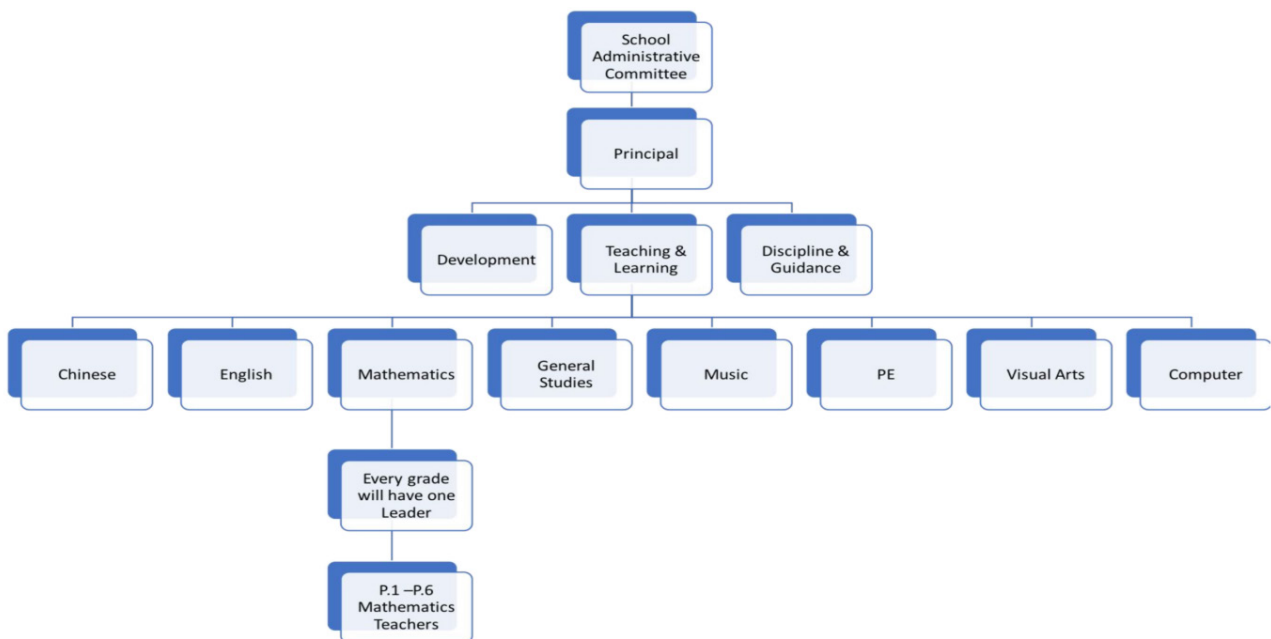 School
Administrative
Committee
Principal
Development
Teaching &
Learning
Discipline &
Guidance
Chinese
English
Mathematics
General
Studies
Music
PE
Visual Arts
Computer
Every grade
will have one
Leader
P.1 –P.6
Mathematics
Teachers